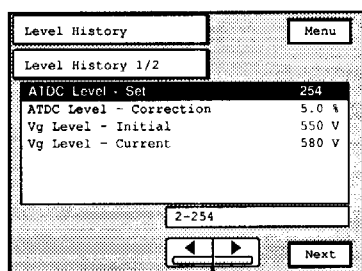 Level History
Menu
Level History 1/2
ATDC Level - Set 254
ATDC Level - Correction 5.0 %
Vg Level - Initial 550 V
Vg Level - Current 580 V
2-254
Next